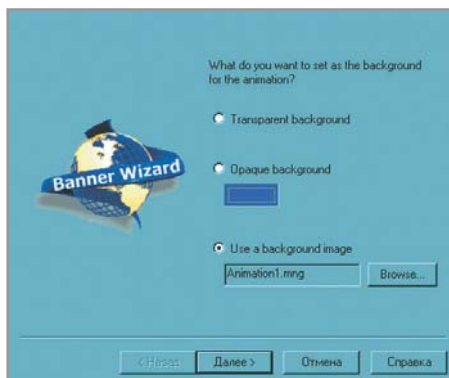 What do you want to set as the background
for the animation?
Transparent background
Banner Wizard
Opaque background
Use a background image
Animation1.mng
Browse...
< Назад
Далее >
Отмена
Справка